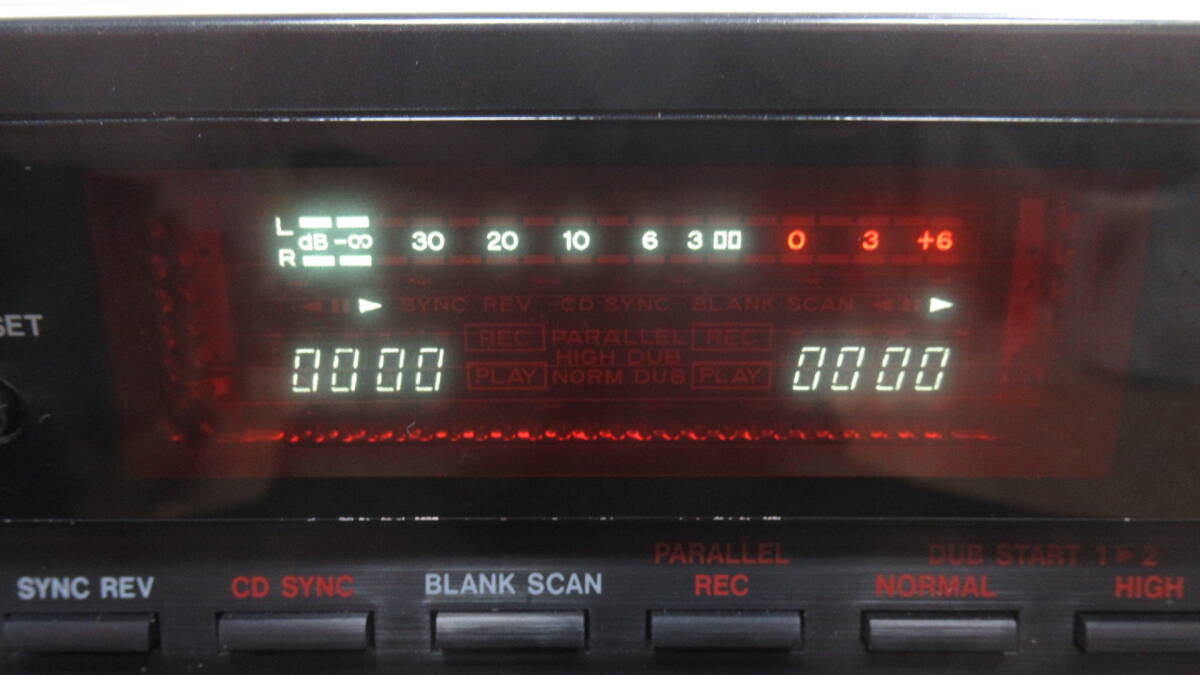 L
dB -∞ 30 20 10 6 3 0 3 +6
R
◄ ► SYNC REV CD SYNC BLANK SCAN ◄ ►
SET
REC PARALLEL REC
0000 HIGH DUB 0000
PLAY NORM DUB PLAY
PARALLEL DUB START 1►2
SYNC REV CD SYNC BLANK SCAN REC NORMAL HIGH